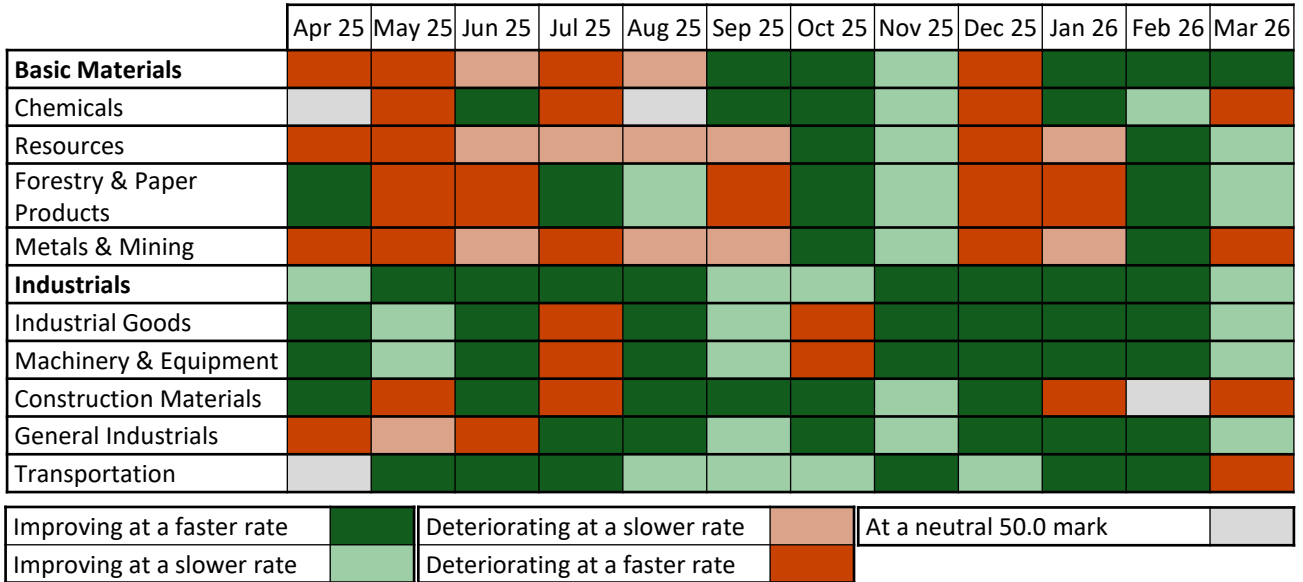 Apr 25 May 25 Jun 25 Jul 25 Aug 25 Sep 25 Oct 25 Nov 25 Dec 25 Jan 26 Feb 26 Mar 26
Basic Materials
Chemicals
Resources
Forestry & Paper
Products
Metals & Mining
Industrials
Industrial Goods
Machinery & Equipment
Construction Materials
General Industrials
Transportation
Improving at a faster rate Deteriorating at a slower rate At a neutral 50.0 mark
Improving at a slower rate Deteriorating at a faster rate